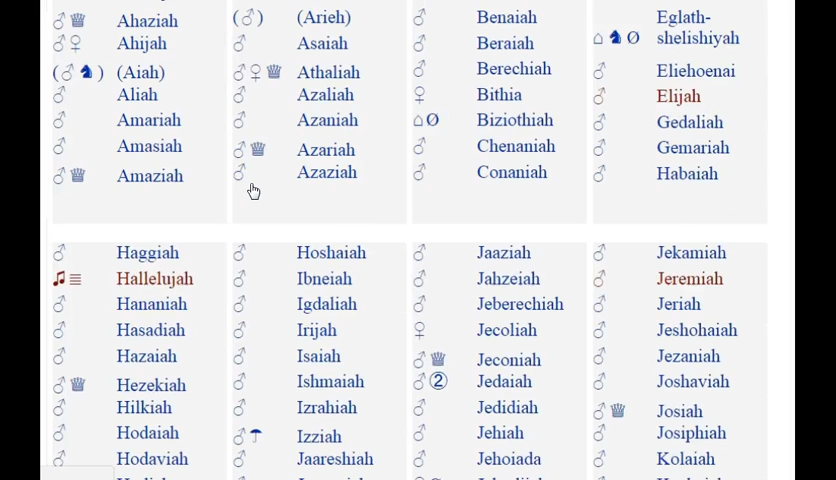 ♂♕ Ahaziah
♂♀ Ahijah
(♂♞) (Aiah)
♂ Aliah
♂ Amariah
♂ Amasiah
♂♕ Amaziah
(♂) (Arieh)
♂ Asaiah
♂♀♕ Athaliah
♂ Azaliah
♂ Azaniah
♂♕ Azariah
♂ Azaziah
♂ Benaiah
♂ Beraiah
♂ Berechiah
♀ Bithia
⌂Ø Biziothiah
♂ Chenaniah
♂ Conaniah
Eglath-
⌂♞Ø shelishiyah
♂ Eliehoenai
♂ Elijah
♂ Gedaliah
♂ Gemariah
♂ Habaiah
♂ Haggiah
♫≣ Hallelujah
♂ Hananiah
♂ Hasadiah
♂ Hazaiah
♂♕ Hezekiah
♂ Hilkiah
♂ Hodaiah
♂ Hodaviah
♂ Hoshaiah
♂ Ibneiah
♂ Igdaliah
♂ Irijah
♂ Isaiah
♂ Ishmaiah
♂ Izrahiah
♂☂ Izziah
♂ Jaareshiah
♂ Jaaziah
♂ Jahzeiah
♂ Jeberechiah
♀ Jecoliah
♂♕ Jeconiah
♂② Jedaiah
♂ Jedidiah
♂ Jehiah
♂ Jehoiada
♂ Jekamiah
♂ Jeremiah
♂ Jeriah
♂ Jeshohaiah
♂ Jezaniah
♂ Joshaviah
♂♕ Josiah
♂ Josiphiah
♂ Kolaiah